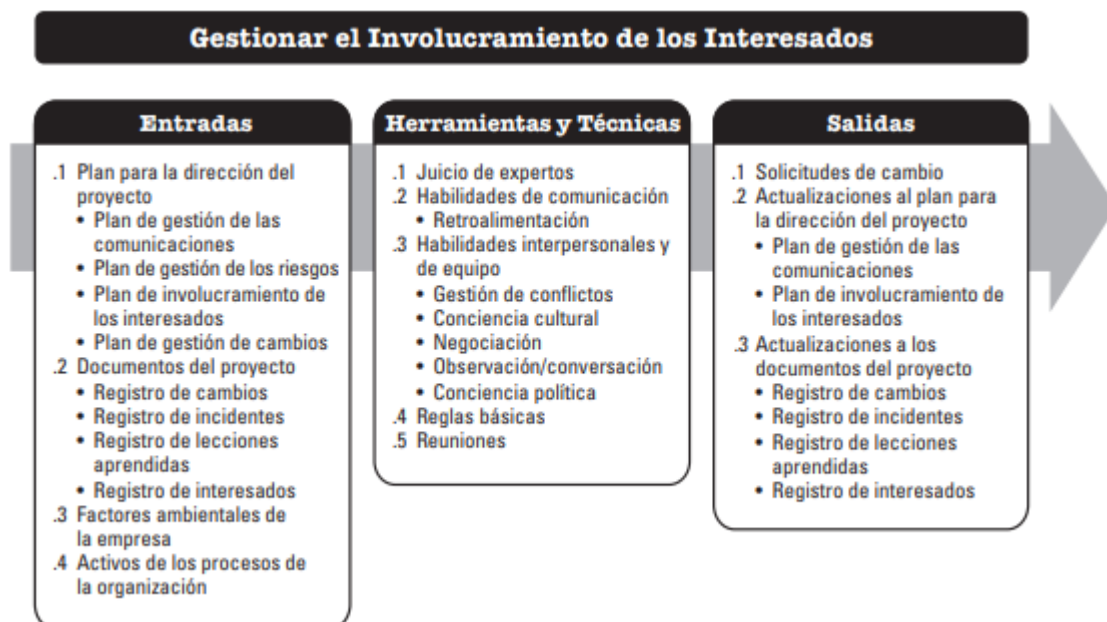 Gestionar el Involucramiento de los Interesados
Entradas
.1 Plan para la dirección del
proyecto
• Plan de gestión de las
comunicaciones
• Plan de gestión de los riesgos
• Plan de involucramiento de
los interesados
• Plan de gestión de cambios
.2 Documentos del proyecto
• Registro de cambios
• Registro de incidentes
• Registro de lecciones
aprendidas
• Registro de interesados
.3 Factores ambientales de
la empresa
.4 Activos de los procesos de
la organización
Herramientas y Técnicas
.1 Juicio de expertos
.2 Habilidades de comunicación
• Retroalimentación
.3 Habilidades interpersonales y
de equipo
• Gestión de conflictos
• Conciencia cultural
• Negociación
• Observación/conversación
• Conciencia política
.4 Reglas básicas
.5 Reuniones
Salidas
.1 Solicitudes de cambio
.2 Actualizaciones al plan para
la dirección del proyecto
• Plan de gestión de las
comunicaciones
• Plan de involucramiento de
los interesados
.3 Actualizaciones a los
documentos del proyecto
• Registro de cambios
• Registro de incidentes
• Registro de lecciones
aprendidas
• Registro de interesados